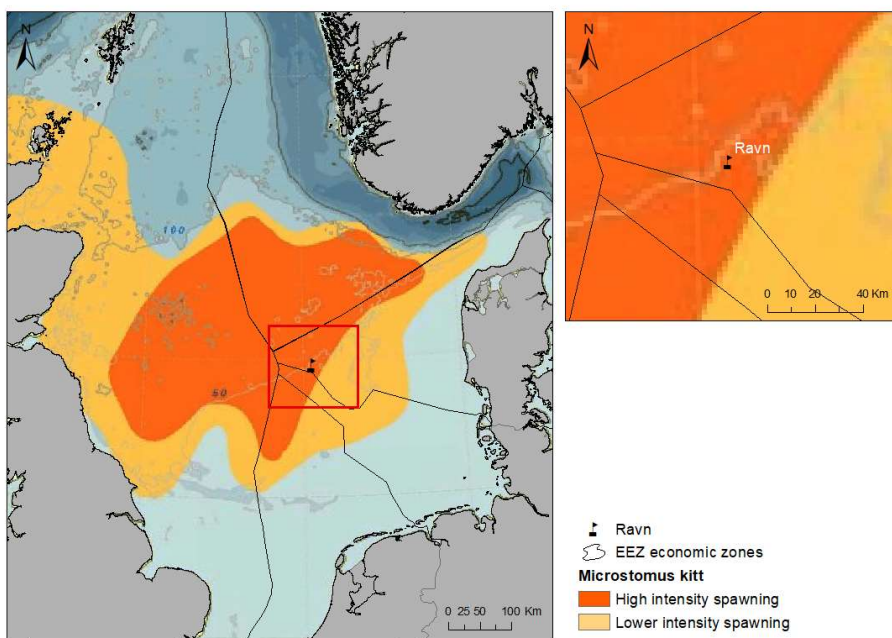 N
100
50
0 25 50 100 Km
N
Ravn
0 10 20 40 Km
Ravn
EEZ economic zones
Microstomus kitt
High intensity spawning
Lower intensity spawning